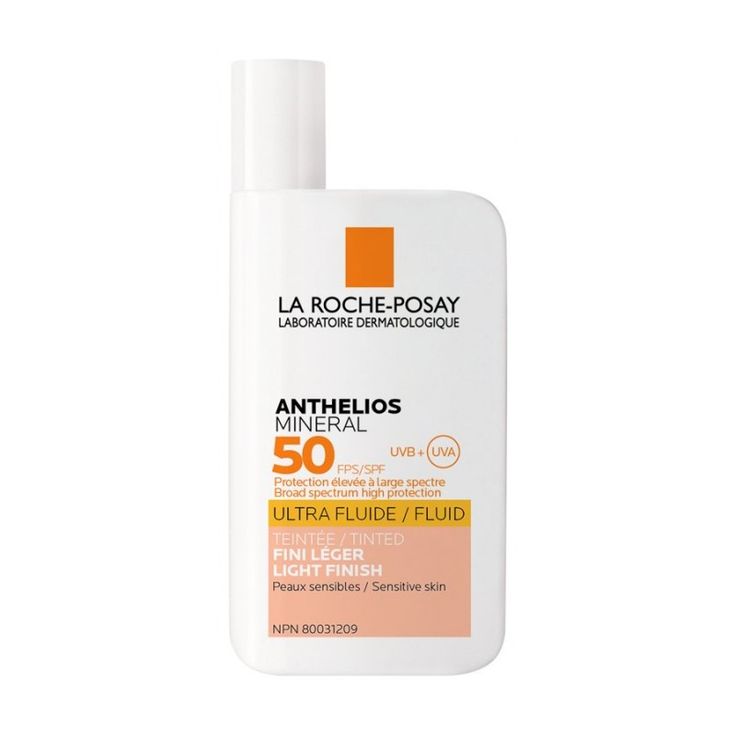 LA ROCHE-POSAY
LABORATOIRE DERMATOLOGIQUE
ANTHELIOS
MINERAL
50 FPS/SPF UVB + UVA
Protection élevée à large spectre
Broad spectrum high protection
ULTRA FLUIDE / FLUID
TEINTÉE / TINTED
FINI LÉGER
LIGHT FINISH
Peaux sensibles / Sensitive skin
NPN 80031209